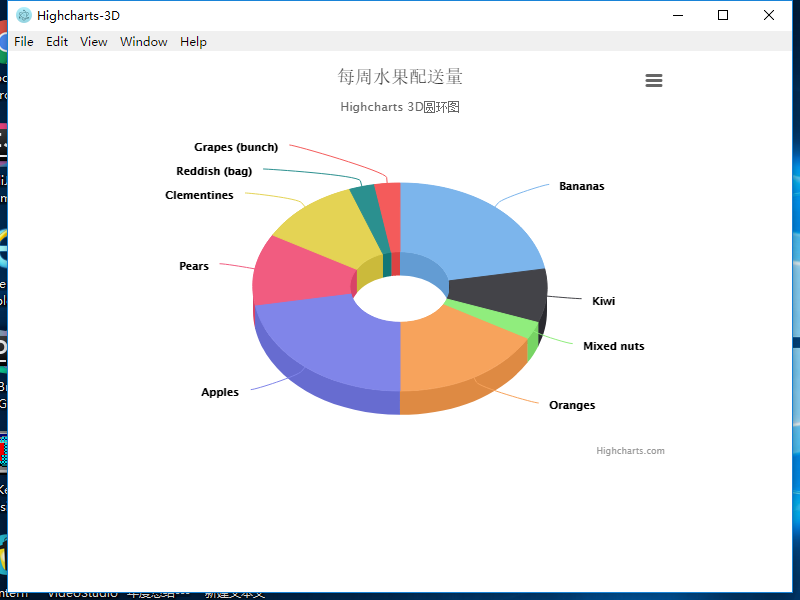 Highcharts-3D
File Edit View Window Help
每周水果配送量
Highcharts 3D圆环图
Grapes (bunch)
Reddish (bag)
Clementines
Bananas
Pears
Kiwi
Mixed nuts
Apples
Oranges
Highcharts.com